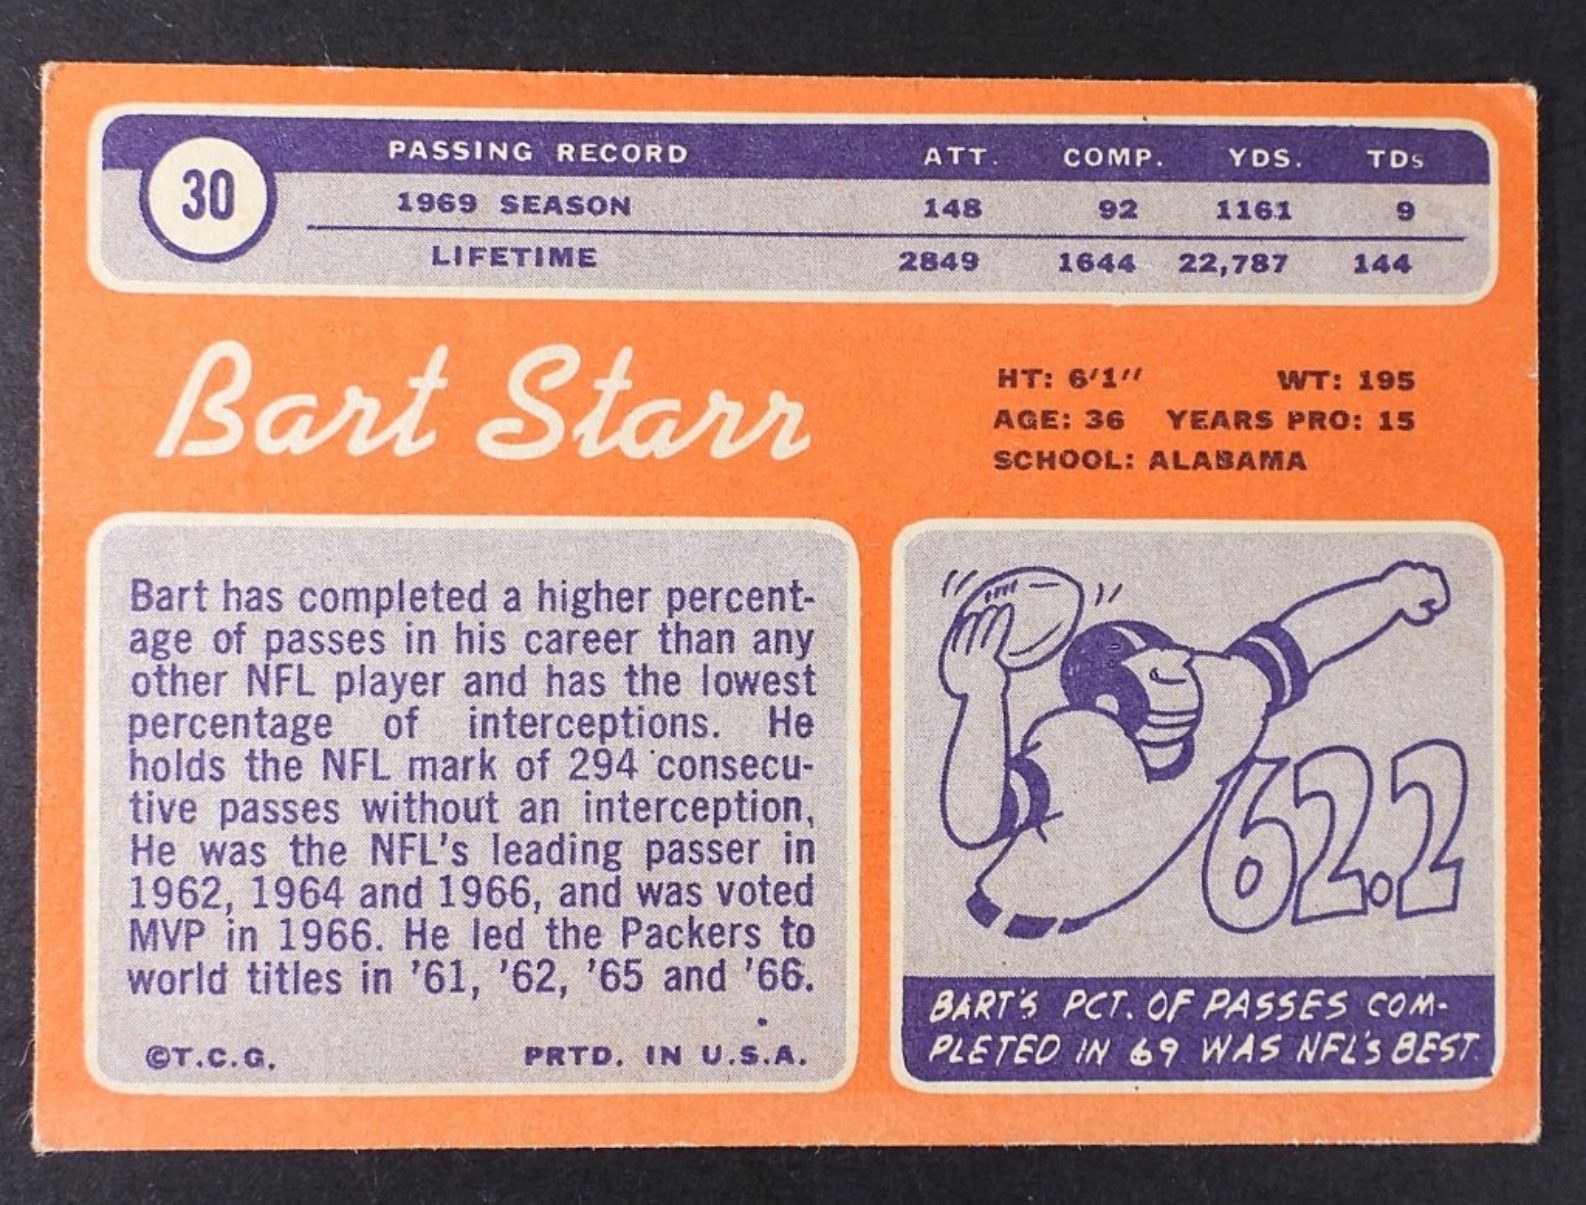 30
PASSING RECORD ATT. COMP. YDS. TDs
1969 SEASON 148 92 1161 9
LIFETIME 2849 1644 22,787 144
Bart Starr
HT: 6'1" WT: 195
AGE: 36 YEARS PRO: 15
SCHOOL: ALABAMA
Bart has completed a higher percent-
age of passes in his career than any
other NFL player and has the lowest
percentage of interceptions. He
holds the NFL mark of 294 consecu-
tive passes without an interception,
He was the NFL's leading passer in
1962, 1964 and 1966, and was voted
MVP in 1966. He led the Packers to
world titles in '61, '62, '65 and '66.
©T.C.G. PRTD. IN U.S.A.
62.2
BART'S PCT. OF PASSES COM-
PLETED IN 69 WAS NFL'S BEST.